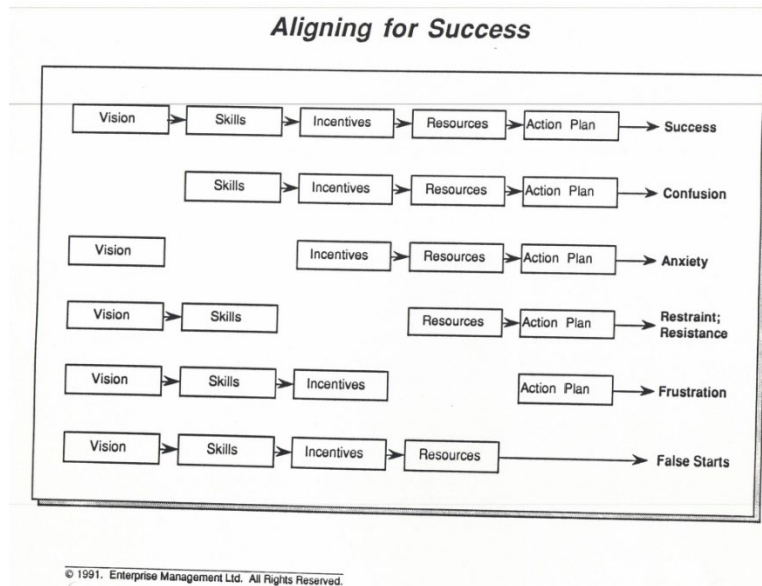 Aligning for Success
Vision Skills Incentives Resources Action Plan Success
Skills Incentives Resources Action Plan Confusion
Vision Incentives Resources Action Plan Anxiety
Vision Skills Resources Action Plan Restraint;
Resistance
Vision Skills Incentives Action Plan Frustration
Vision Skills Incentives Resources False Starts
© 1991. Enterprise Management Ltd. All Rights Reserved.